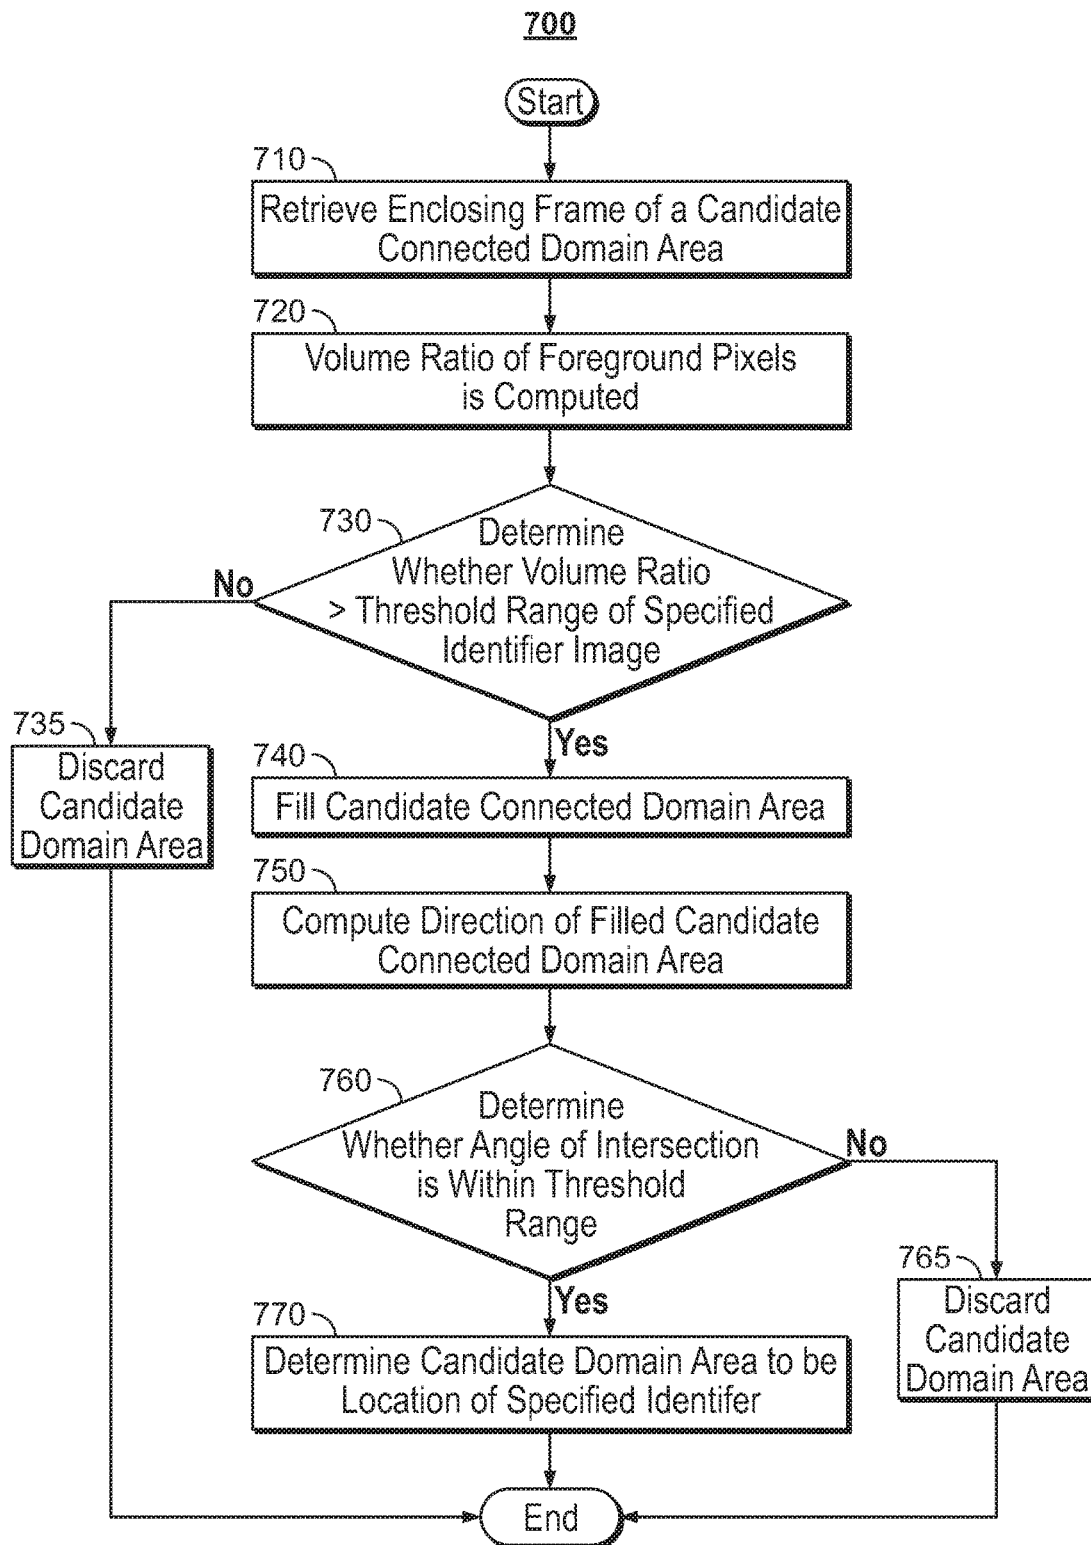 700
Start
710
Retrieve Enclosing Frame of a Candidate
Connected Domain Area
720
Volume Ratio of Foreground Pixels
is Computed
730
Determine
Whether Volume Ratio
> Threshold Range of Specified
Identifier Image
No
Yes
735
Discard
Candidate
Domain Area
740
Fill Candidate Connected Domain Area
750
Compute Direction of Filled Candidate
Connected Domain Area
760
Determine
Whether Angle of Intersection
is Within Threshold
Range
No
Yes
765
Discard
Candidate
Domain Area
770
Determine Candidate Domain Area to be
Location of Specified Identifer
End